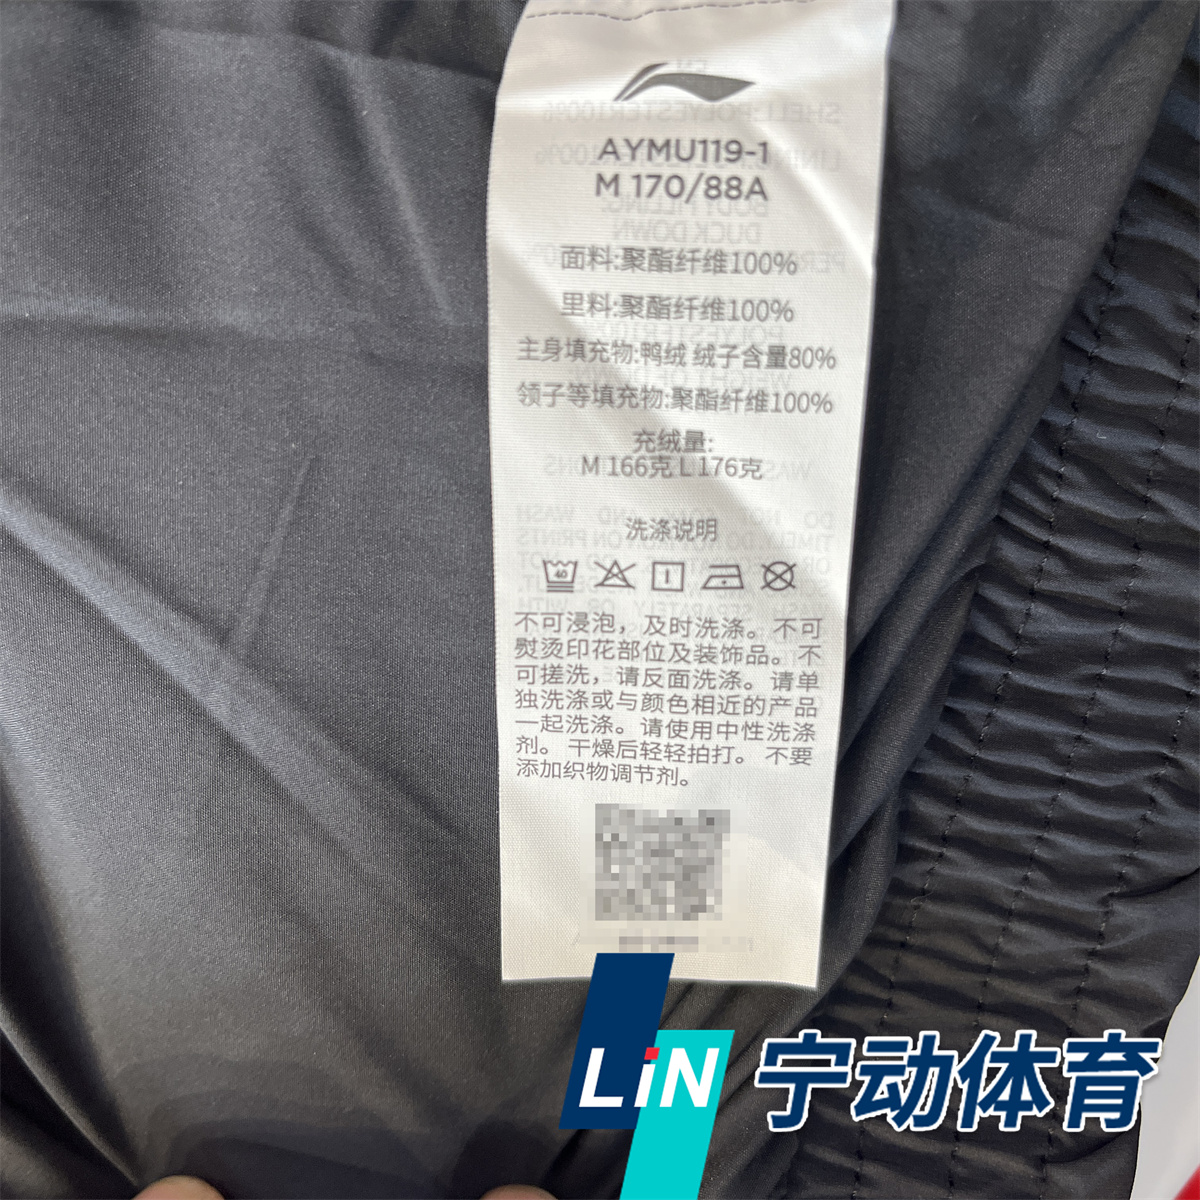 AYMU119-1
M 170/88A
面料:聚酯纤维100%
里料:聚酯纤维100%
主身填充物:鸭绒 绒子含量80%
领子等填充物:聚酯纤维100%
充绒量:
M 166克 L 176克
洗涤说明
40
不可浸泡，及时洗涤。不可
熨烫印花部位及装饰品。不
可搓洗，请反面洗涤。请单
独洗涤或与颜色相近的产品
一起洗涤。请使用中性洗涤
剂。干燥后轻轻拍打。不要
添加织物调节剂。
LiN 宁动体育